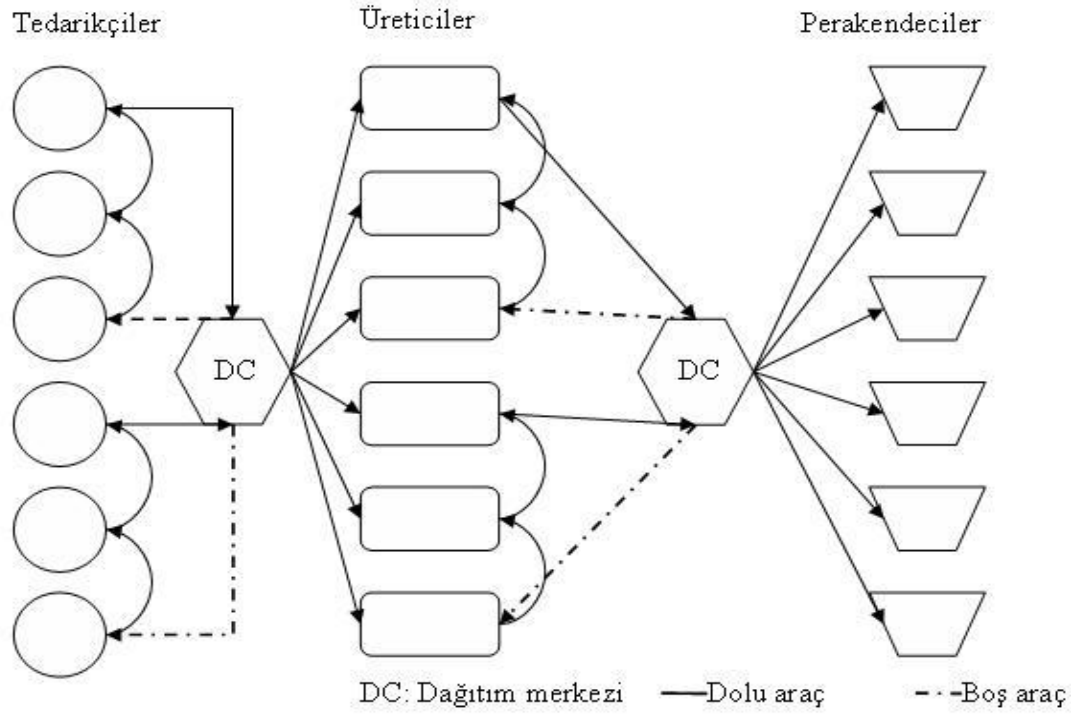 Tedarikçiler
Üreticiler
Perakendeciler
DC
DC
DC: Dağıtım merkezi
Dolu araç
Boş araç